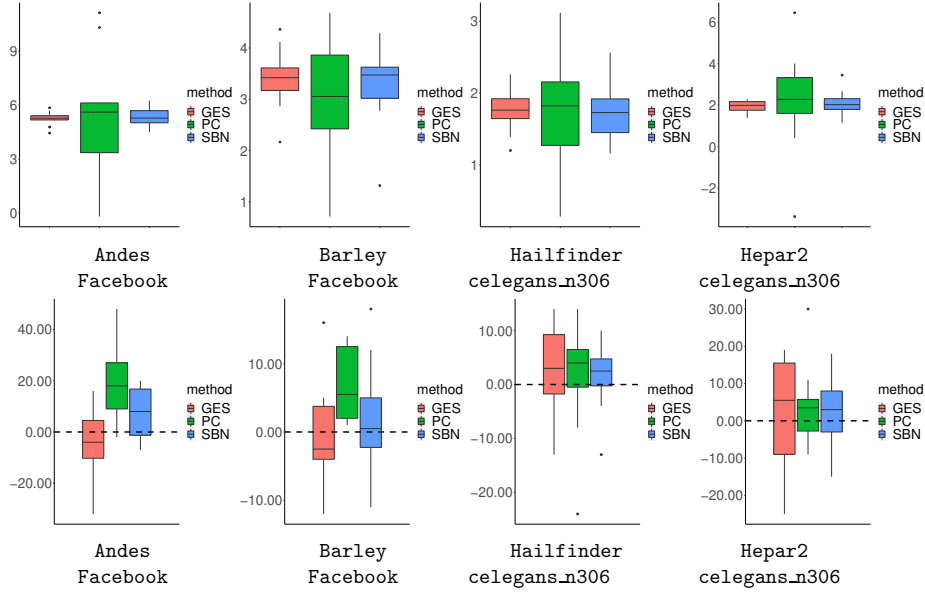 9
6
3
0
method
GES
PC
SBN
4
3
2
1
method
GES
PC
SBN
3
2
1
method
GES
PC
SBN
6
4
2
0
−2
method
GES
PC
SBN
Andes
Facebook
Barley
Facebook
Hailfinder
celegans_n306
Hepar2
celegans_n306
40.00
20.00
0.00
−20.00
method
GES
PC
SBN
10.00
0.00
−10.00
method
GES
PC
SBN
10.00
0.00
−10.00
−20.00
method
GES
PC
SBN
30.00
20.00
10.00
0.00
−10.00
−20.00
method
GES
PC
SBN
Andes
Facebook
Barley
Facebook
Hailfinder
celegans_n306
Hepar2
celegans_n306